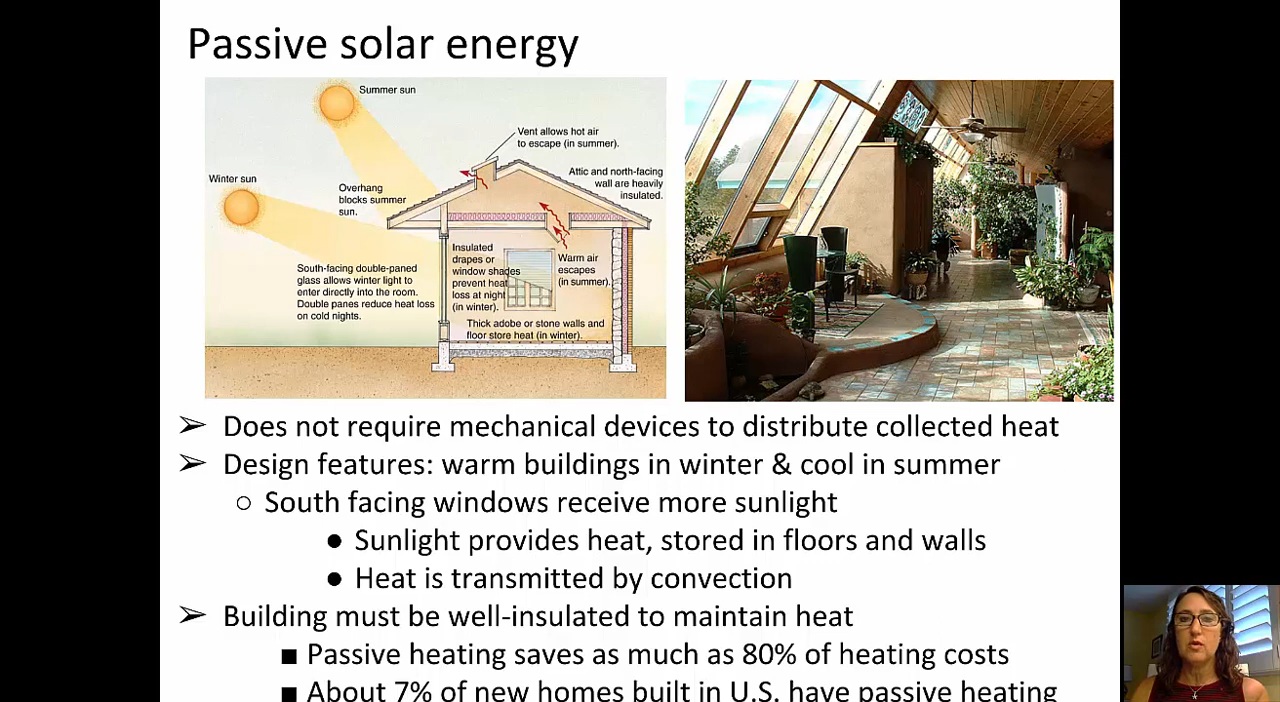 Passive solar energy
Summer sun
Vent allows hot air
to escape (in summer).
Winter sun
Attic and north-facing
wall are heavily
insulated.
Overhang
blocks summer
sun.
South-facing double-paned
glass allows winter light to
enter directly into the room.
Double panes reduce heat loss
on cold nights.
Insulated
drapes or
window shades
prevent heat
loss at night
(in winter).
Warm air
escapes
(in summer).
Thick adobe or stone walls and
floor store heat (in winter).
➢ Does not require mechanical devices to distribute collected heat
➢ Design features: warm buildings in winter & cool in summer
○ South facing windows receive more sunlight
● Sunlight provides heat, stored in floors and walls
● Heat is transmitted by convection
➢ Building must be well-insulated to maintain heat
■ Passive heating saves as much as 80% of heating costs
■ About 7% of new homes built in U.S. have passive heating